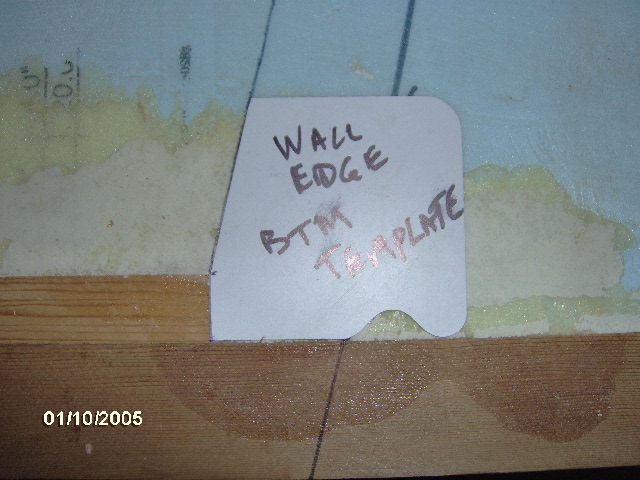 WALL
EDGE
BTM
TEMPLATE
01/10/2005